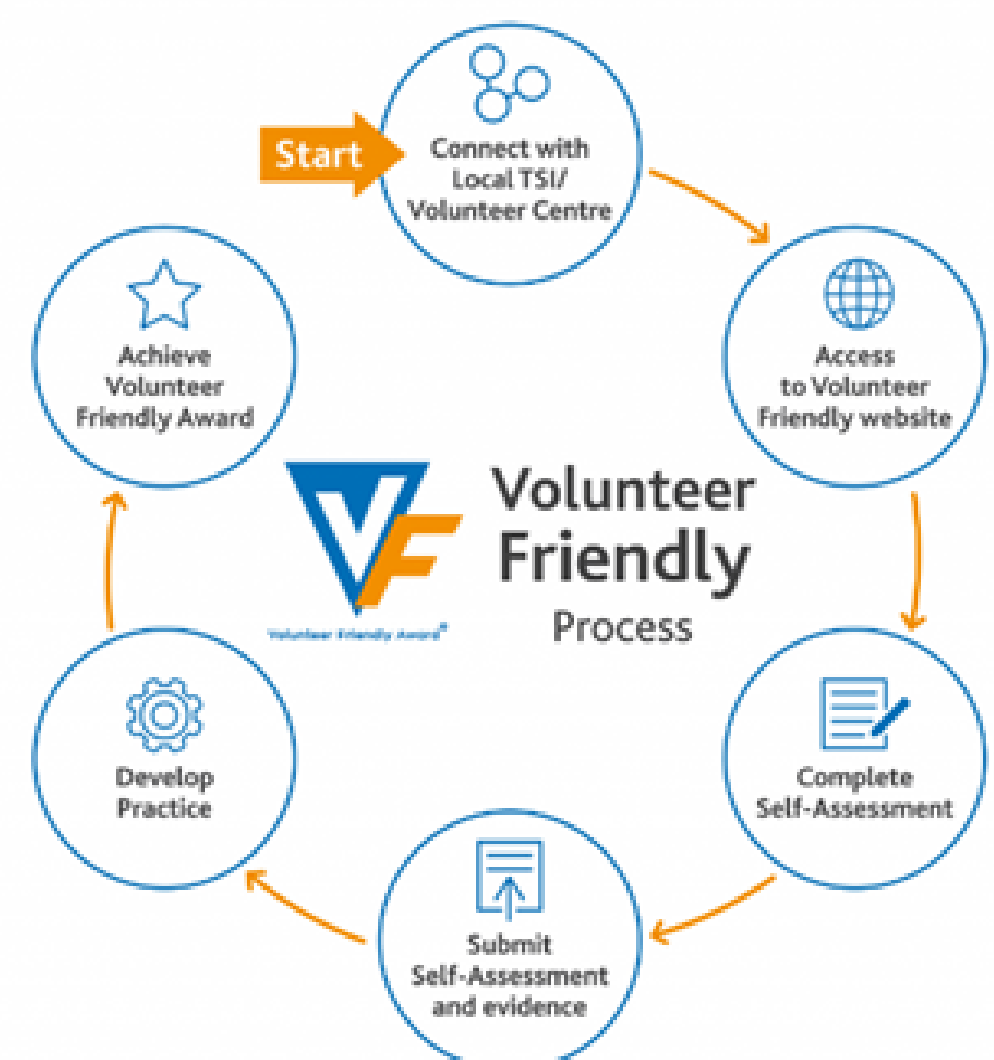 Start
Connect with
Local TSI/
Volunteer Centre
Access
to Volunteer
Friendly website
Complete
Self-Assessment
Submit
Self-Assessment
and evidence
Develop
Practice
Achieve
Volunteer
Friendly Award
VF
Volunteer Friendly Award
Volunteer
Friendly
Process